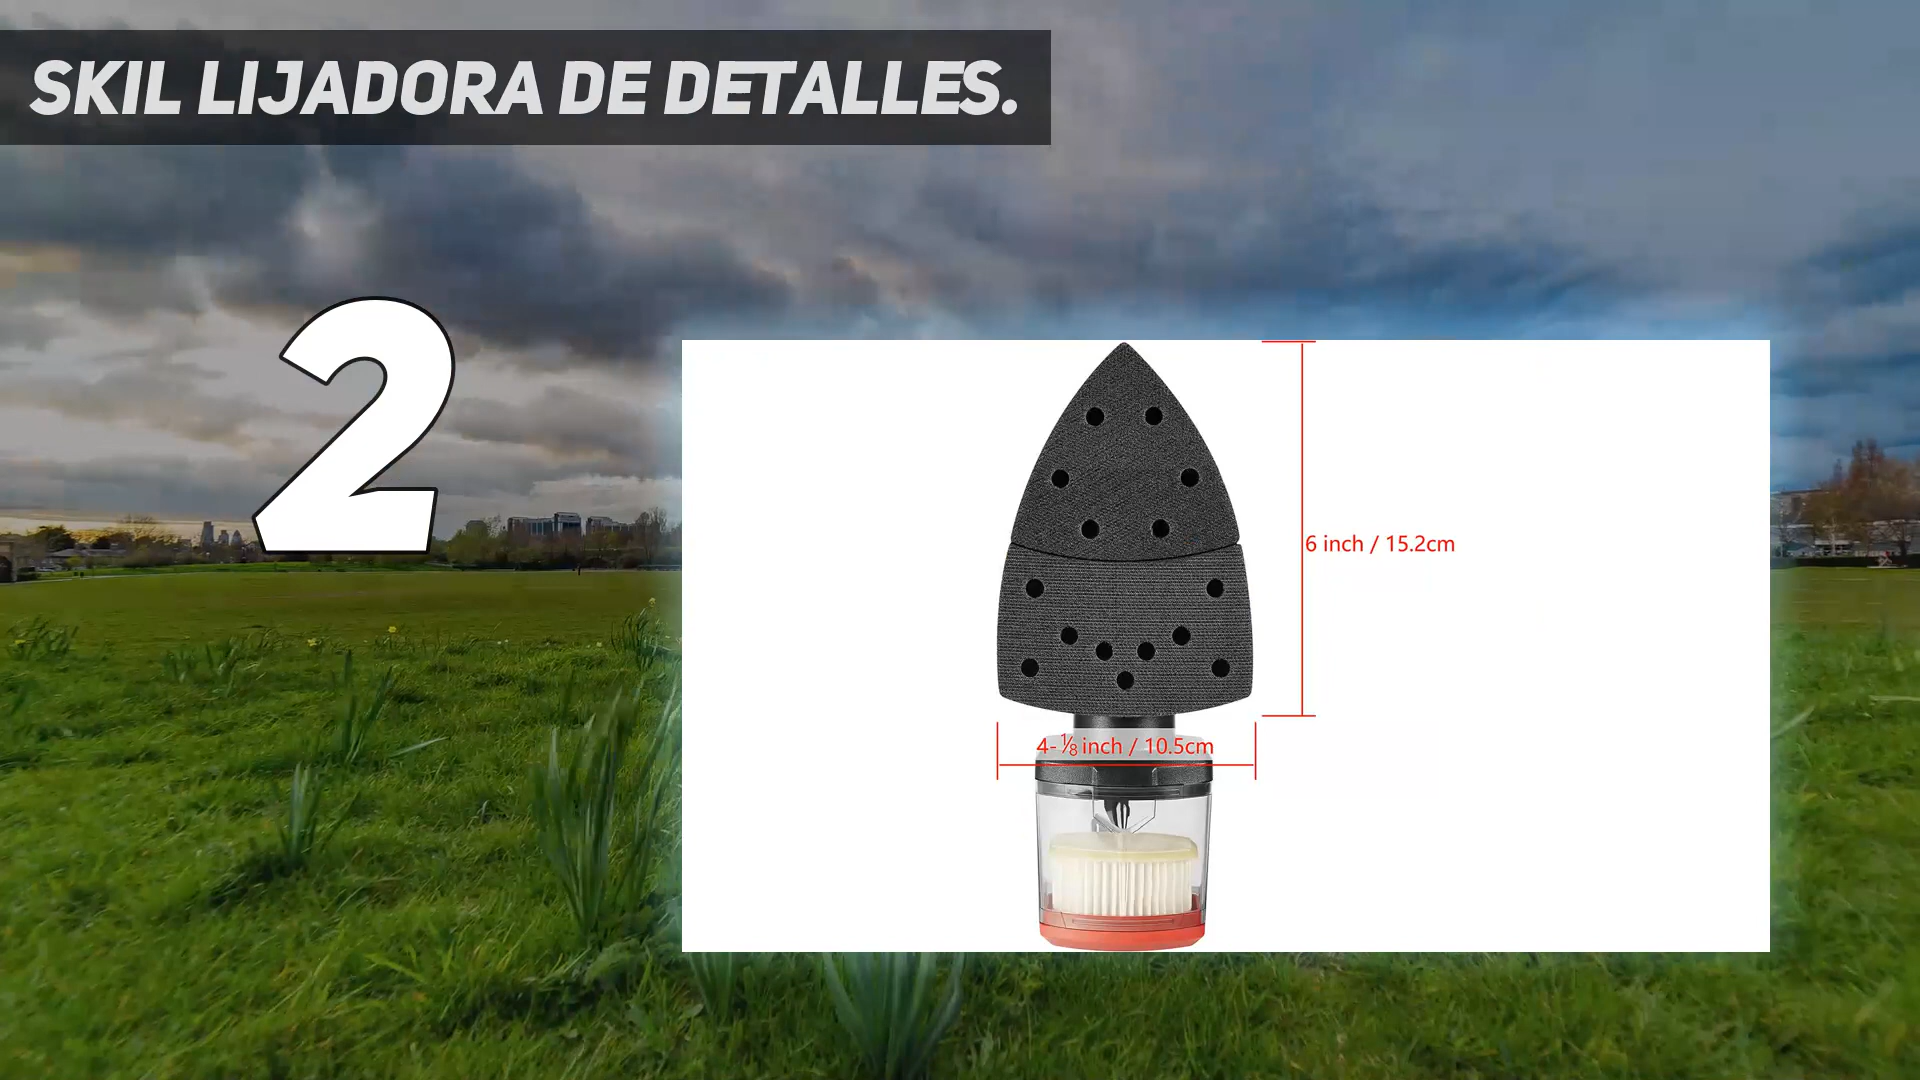 SKIL LIJADORA DE DETALLES.
2
6 inch / 15.2cm
4-⅛ inch / 10.5cm